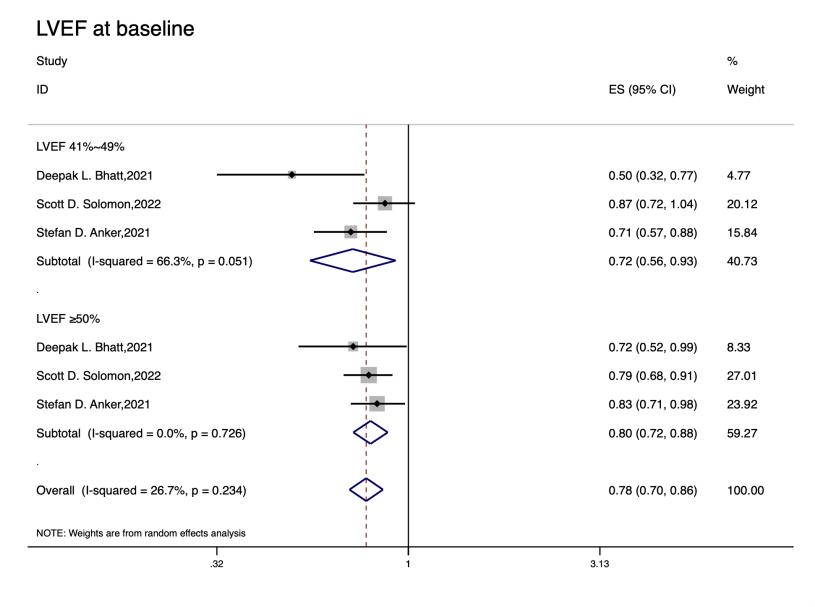 LVEF at baseline
Study %
ID ES (95% CI) Weight
LVEF 41%~49%
Deepak L. Bhatt,2021 0.50 (0.32, 0.77) 4.77
Scott D. Solomon,2022 0.87 (0.72, 1.04) 20.12
Stefan D. Anker,2021 0.71 (0.57, 0.88) 15.84
Subtotal (I-squared = 66.3%, p = 0.051) 0.72 (0.56, 0.93) 40.73
.
LVEF ≥50%
Deepak L. Bhatt,2021 0.72 (0.52, 0.99) 8.33
Scott D. Solomon,2022 0.79 (0.68, 0.91) 27.01
Stefan D. Anker,2021 0.83 (0.71, 0.98) 23.92
Subtotal (I-squared = 0.0%, p = 0.726) 0.80 (0.72, 0.88) 59.27
.
Overall (I-squared = 26.7%, p = 0.234) 0.78 (0.70, 0.86) 100.00
NOTE: Weights are from random effects analysis
.32 1 3.13